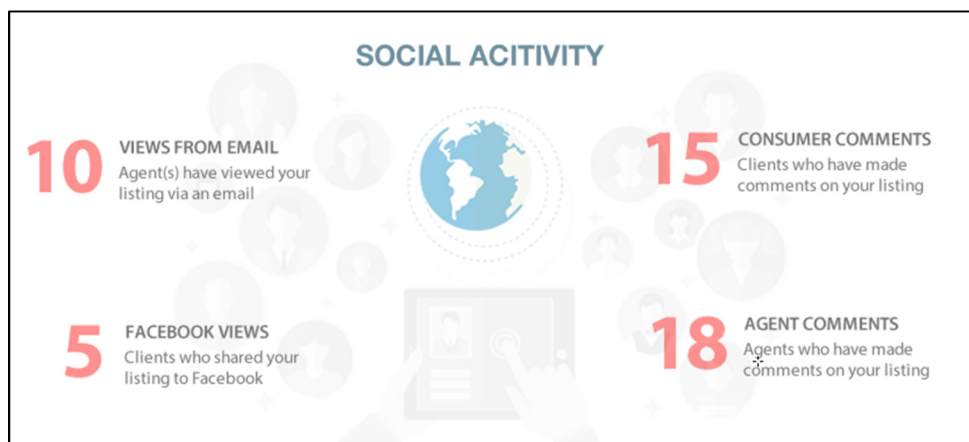 SOCIAL ACITIVITY
10
VIEWS FROM EMAIL
Agent(s) have viewed your
listing via an email
15
CONSUMER COMMENTS
Clients who have made
comments on your listing
5
FACEBOOK VIEWS
Clients who shared your
listing to Facebook
18
AGENT COMMENTS
Agents who have made
comments on your listing